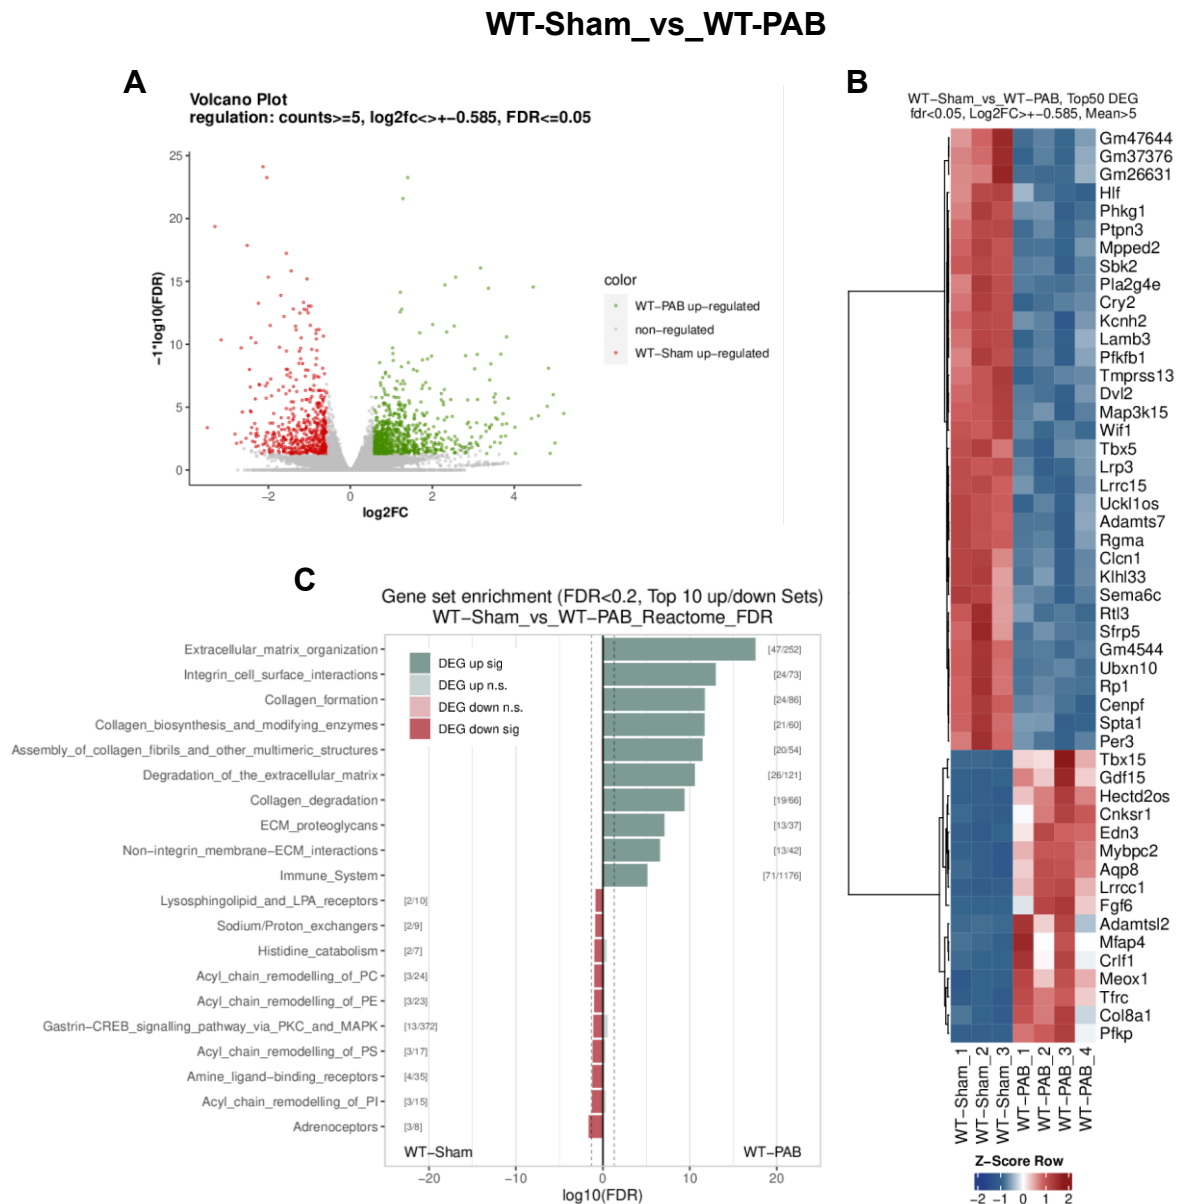 WT-Sham_vs_WT-PAB
A
Volcano Plot
regulation: counts>=5, log2fc<>+−0.585, FDR<=0.05
25
20
15
10
5
0
−1*log10(FDR)
−2
0
2
4
log2FC
color
WT−PAB up−regulated
non−regulated
WT−Sham up−regulated
B
WT−Sham_vs_WT−PAB, Top50 DEG
fdr<0.05, Log2FC>+−0.585, Mean>5
Gm47644
Gm37376
Gm26631
Hlf
Phkg1
Ptpn3
Mpped2
Sbk2
Pla2g4e
Cry2
Kcnh2
Lamb3
Pfkfb1
Tmprss13
Dvl2
Map3k15
Wif1
Tbx5
Lrp3
Lrrc15
Uckl1os
Adamts7
Rgma
Clcn1
Klhl33
Sema6c
Rtl3
Sfrp5
Gm4544
Ubxn10
Rp1
Cenpf
Spta1
Per3
Tbx15
Gdf15
Hectd2os
Cnksr1
Edn3
Mybpc2
Aqp8
Lrrcc1
Fgf6
Adamtsl2
Mfap4
Crlf1
Meox1
Tfrc
Col8a1
Pfkp
WT−Sham_1
WT−Sham_2
WT−Sham_3
WT−PAB_1
WT−PAB_2
WT−PAB_3
WT−PAB_4
Z−Score Row
−2 −1 0 1 2
C
Gene set enrichment (FDR<0.2, Top 10 up/down Sets)
WT−Sham_vs_WT−PAB_Reactome_FDR
DEG up sig
DEG up n.s.
DEG down n.s.
DEG down sig
Extracellular_matrix_organization [47/252]
Integrin_cell_surface_interactions [24/73]
Collagen_formation [24/86]
Collagen_biosynthesis_and_modifying_enzymes [21/60]
Assembly_of_collagen_fibrils_and_other_multimeric_structures [20/54]
Degradation_of_the_extracellular_matrix [26/121]
Collagen_degradation [19/66]
ECM_proteoglycans [13/37]
Non−integrin_membrane−ECM_interactions [13/42]
Immune_System [71/1176]
Lysosphingolipid_and_LPA_receptors [2/10]
Sodium/Proton_exchangers [2/9]
Histidine_catabolism [2/7]
Acyl_chain_remodelling_of_PC [3/24]
Acyl_chain_remodelling_of_PE [3/23]
Gastrin−CREB_signalling_pathway_via_PKC_and_MAPK [13/372]
Acyl_chain_remodelling_of_PS [3/17]
Amine_ligand−binding_receptors [4/35]
Acyl_chain_remodelling_of_PI [3/15]
Adrenoceptors [3/8]
WT−Sham
WT−PAB
−20
−10
0
10
20
log10(FDR)